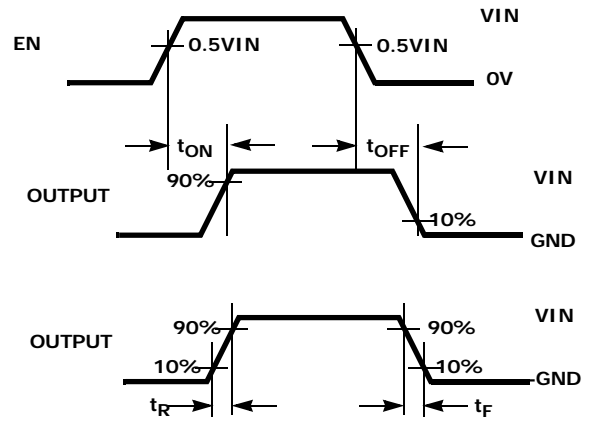 VIN
EN
0.5VIN
0.5VIN
0V
tON
tOFF
90%
VIN
OUTPUT
10%
GND
VIN
90%
90%
OUTPUT
10%
10%
GND
tR
tF